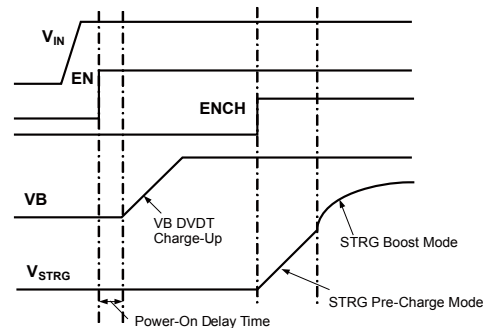 VIN
EN
ENCH
VB
VB DVDT
Charge-Up
STRG Boost Mode
VSTRG
STRG Pre-Charge Mode
Power-On Delay Time